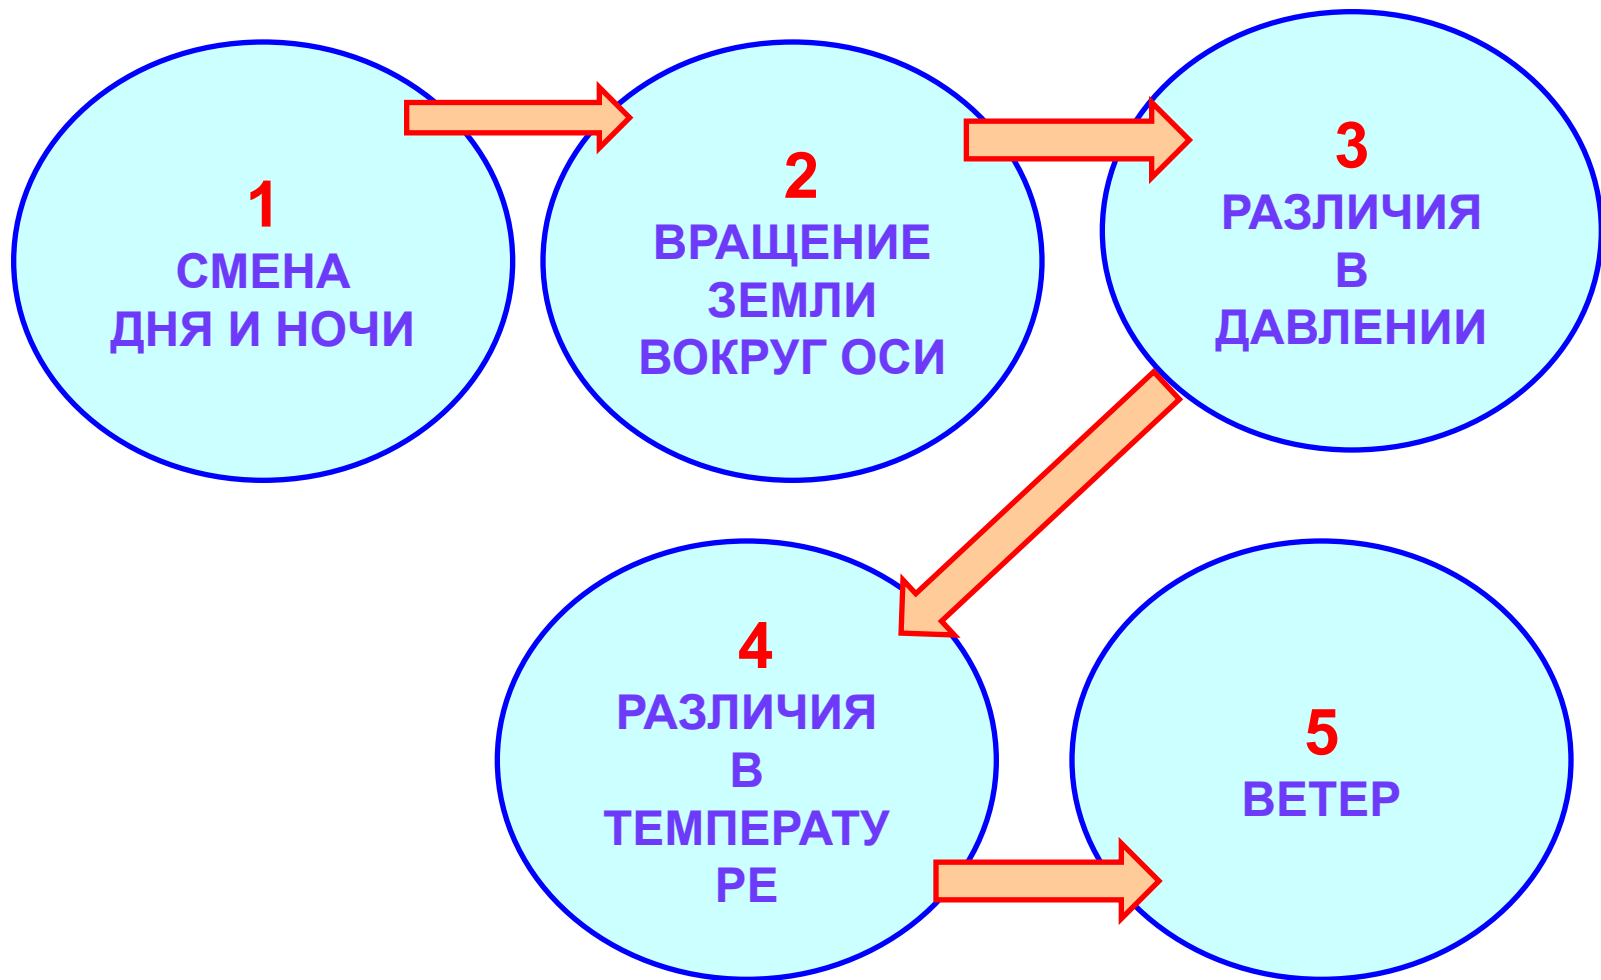 1
СМЕНА
ДНЯ И НОЧИ
2
ВРАЩЕНИЕ
ЗЕМЛИ
ВОКРУГ ОСИ
3
РАЗЛИЧИЯ
В
ДАВЛЕНИИ
4
РАЗЛИЧИЯ
В
ТЕМПЕРАТУ
РЕ
5
ВЕТЕР